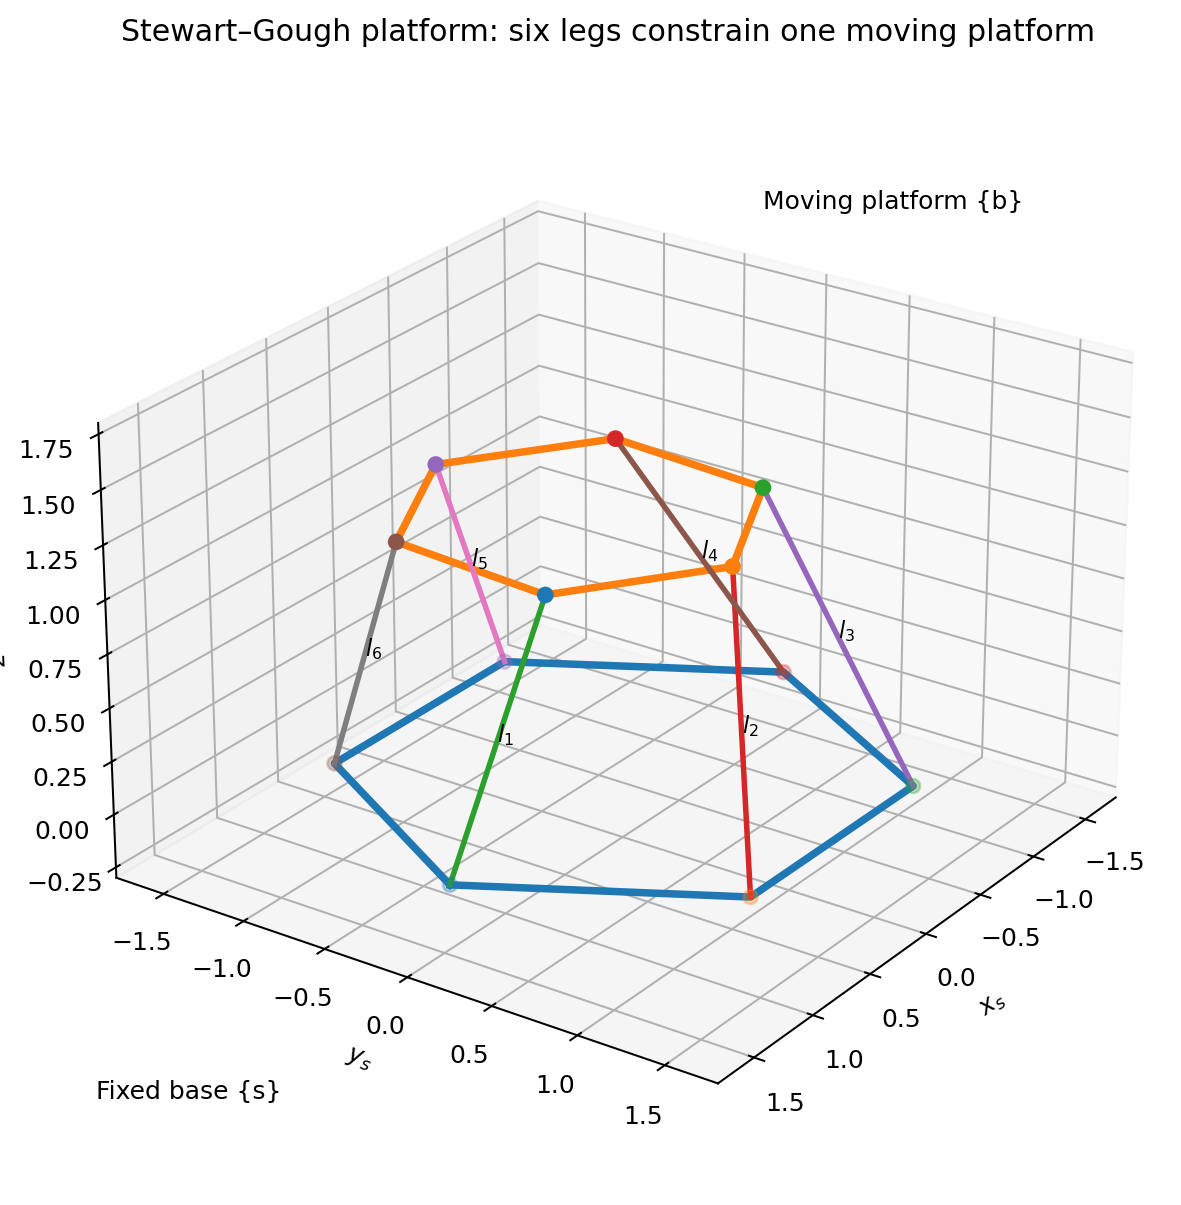 Stewart–Gough platform: six legs constrain one moving platform
Moving platform {b}
1.75
1.50
1.25
1.00
0.75
0.50
0.25
0.00
−0.25
l₅
l₄
l₃
l₆
l₁
l₂
−1.5
−1.0
−0.5
0.0
0.5
1.0
1.5
yₛ
−1.5
−1.0
−0.5
0.0
0.5
1.0
1.5
xₛ
Fixed base {s}